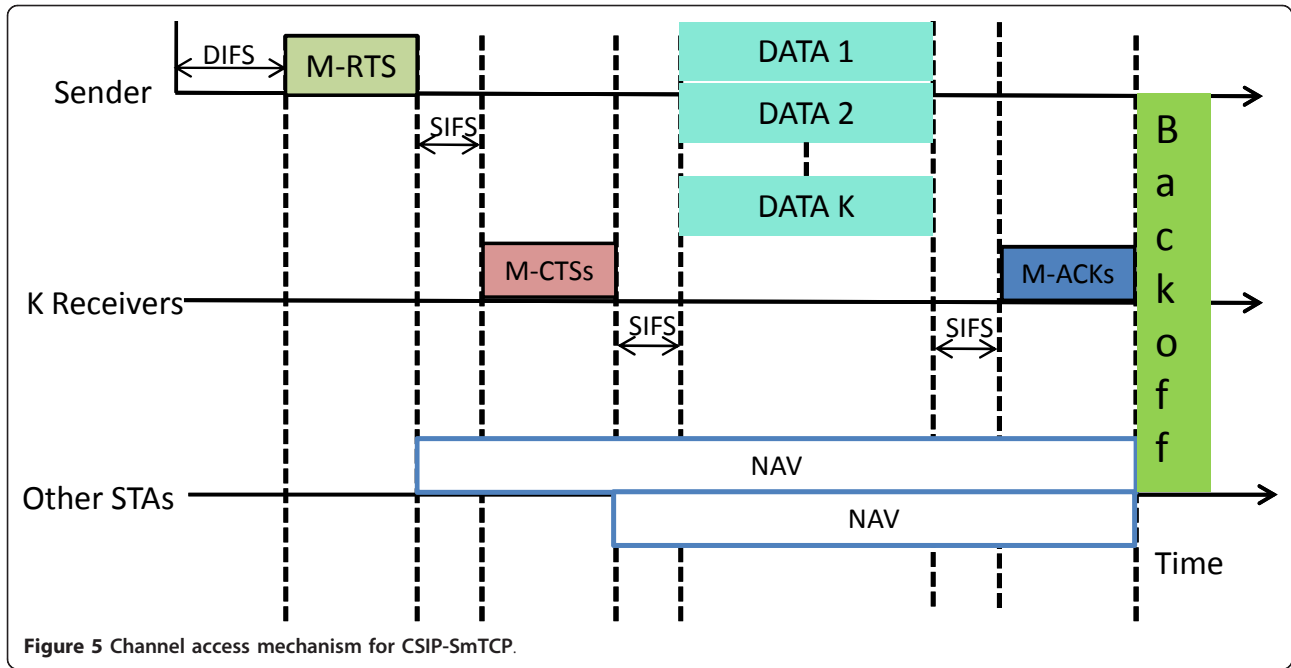 DIFS
M-RTS
DATA 1
Sender
SIFS
DATA 2
DATA K
Backoff
M-CTSs
M-ACKs
K Receivers
SIFS
SIFS
NAV
Other STAs
NAV
Time
Figure 5 Channel access mechanism for CSIP-SmTCP.